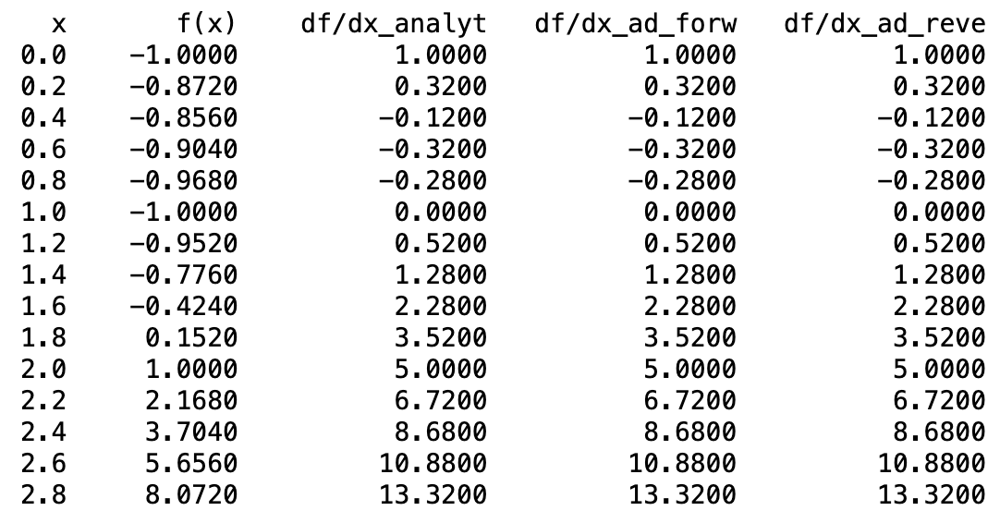 x f(x) df/dx_analyt df/dx_ad_forw df/dx_ad_reve
0.0 -1.0000 1.0000 1.0000 1.0000
0.2 -0.8720 0.3200 0.3200 0.3200
0.4 -0.8560 -0.1200 -0.1200 -0.1200
0.6 -0.9040 -0.3200 -0.3200 -0.3200
0.8 -0.9680 -0.2800 -0.2800 -0.2800
1.0 -1.0000 0.0000 0.0000 0.0000
1.2 -0.9520 0.5200 0.5200 0.5200
1.4 -0.7760 1.2800 1.2800 1.2800
1.6 -0.4240 2.2800 2.2800 2.2800
1.8 0.1520 3.5200 3.5200 3.5200
2.0 1.0000 5.0000 5.0000 5.0000
2.2 2.1680 6.7200 6.7200 6.7200
2.4 3.7040 8.6800 8.6800 8.6800
2.6 5.6560 10.8800 10.8800 10.8800
2.8 8.0720 13.3200 13.3200 13.3200